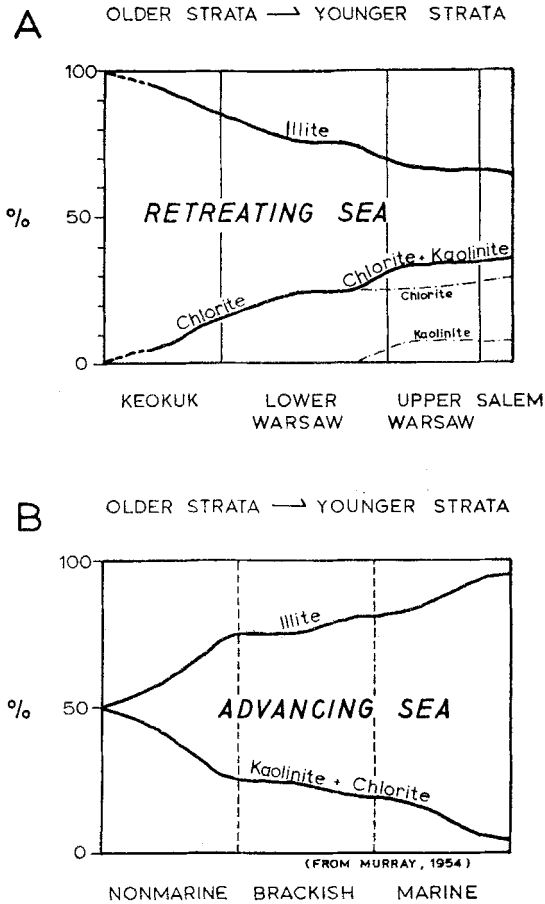 A
OLDER STRATA → YOUNGER STRATA
100
Illite
%
50
RETREATING SEA
Chlorite + Kaolinite
Chlorite
Chlorite
Kaolinite
0
KEOKUK LOWER WARSAW UPPER WARSAW SALEM
B
OLDER STRATA → YOUNGER STRATA
100
Illite
%
50
ADVANCING SEA
Kaolinite + Chlorite
0
(FROM MURRAY, 1954)
NONMARINE BRACKISH MARINE